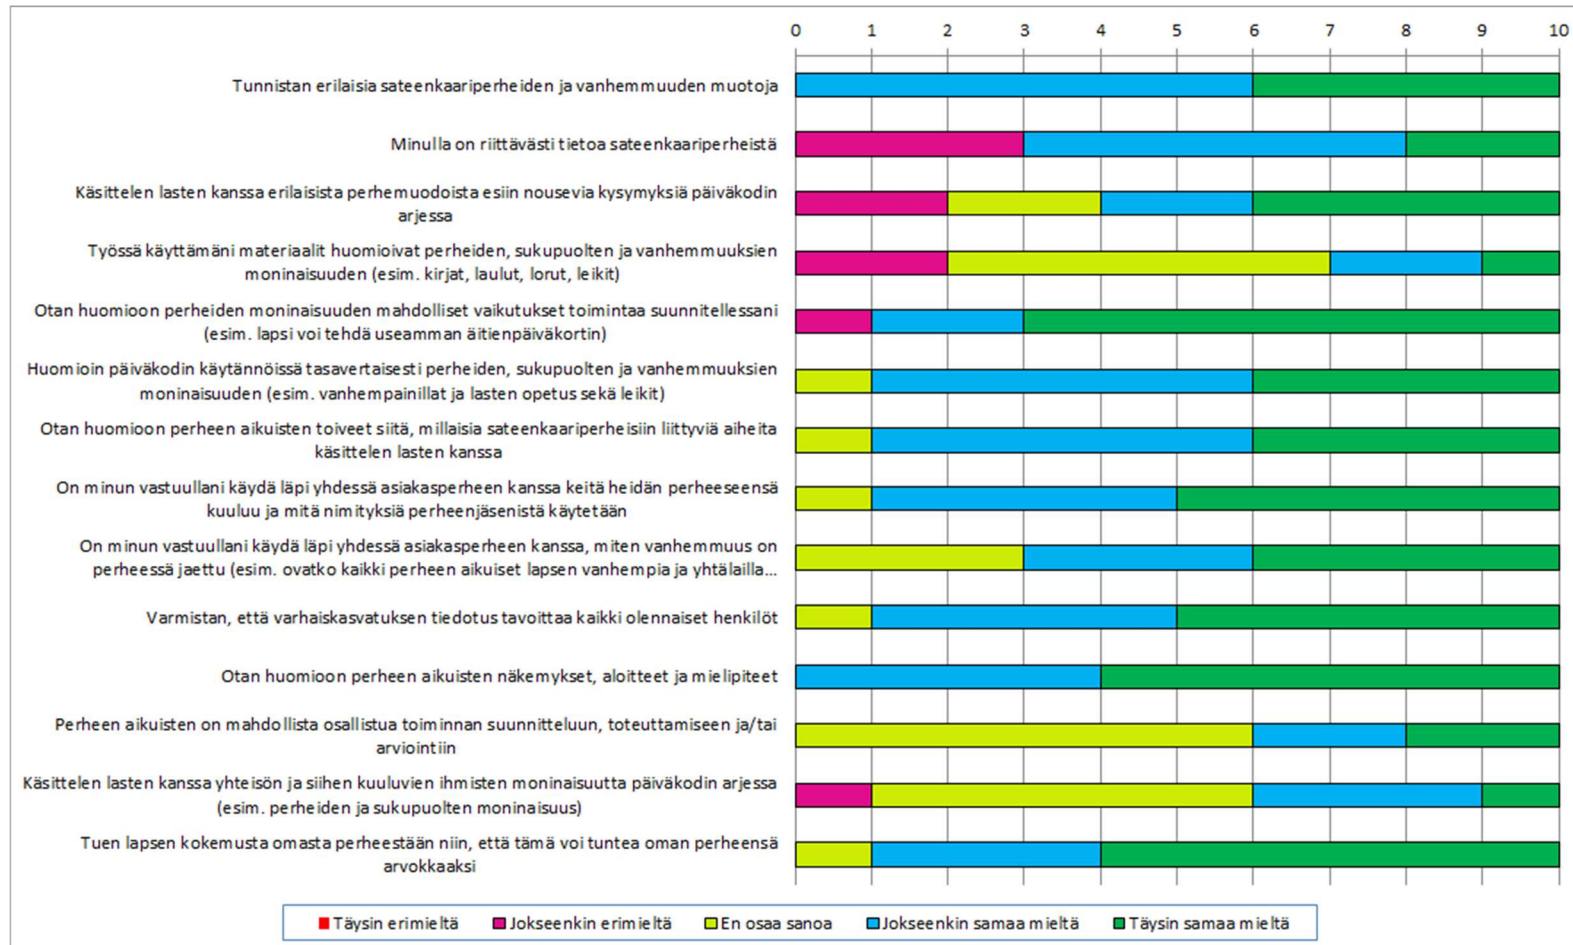 0 1 2 3 4 5 6 7 8 9 10
Tunnistan erilaisia sateenkaariperheiden ja vanhemmuuden muotoja
Minulla on riittävästi tietoa sateenkaariperheistä
Käsittelen lasten kanssa erilaisista perhemuodoista esiin nousevia kysymyksiä päiväkodin
arjessa
Työssä käyttämäni materiaalit huomioivat perheiden, sukupuolten ja vanhemmuuksien
moninaisuuden (esim. kirjat, laulut, lorut, leikit)
Otan huomioon perheiden moninaisuuden mahdolliset vaikutukset toimintaa suunnitellessani
(esim. lapsi voi tehdä useamman äitienpäiväkortin)
Huomioin päiväkodin käytännöissä tasavertaisesti perheiden, sukupuolten ja vanhemmuuksien
moninaisuuden (esim. vanhempainillat ja lasten opetus sekä leikit)
Otan huomioon perheen aikuisten toiveet siitä, millaisia sateenkaariperheisiin liittyviä aiheita
käsittelen lasten kanssa
On minun vastuullani käydä läpi yhdessä asiakasperheen kanssa keitä heidän perheeseensä
kuuluu ja mitä nimityksiä perheenjäsenistä käytetään
On minun vastuullani käydä läpi yhdessä asiakasperheen kanssa, miten vanhemmuus on
perheessä jaettu (esim. ovatko kaikki perheen aikuiset lapsen vanhempia ja yhtälailla...
Varmistan, että varhaiskasvatuksen tiedotus tavoittaa kaikki olennaiset henkilöt
Otan huomioon perheen aikuisten näkemykset, aloitteet ja mielipiteet
Perheen aikuisten on mahdollista osallistua toiminnan suunnitteluun, toteuttamiseen ja/tai
arviointiin
Käsittelen lasten kanssa yhteisön ja siihen kuuluvien ihmisten moninaisuutta päiväkodin arjessa
(esim. perheiden ja sukupuolten moninaisuus)
Tuen lapsen kokemusta omasta perheestään niin, että tämä voi tuntea oman perheensä
arvokkaaksi
Täysin erimieltä Jokseenkin erimieltä En osaa sanoa Jokseenkin samaa mieltä Täysin samaa mieltä